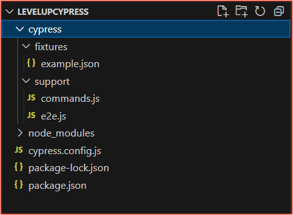 LEVELUPCYPRESS
cypress
fixtures
{} example.json
support
JS commands.js
JS e2e.js
node_modules
JS cypress.config.js
{} package-lock.json
{} package.json